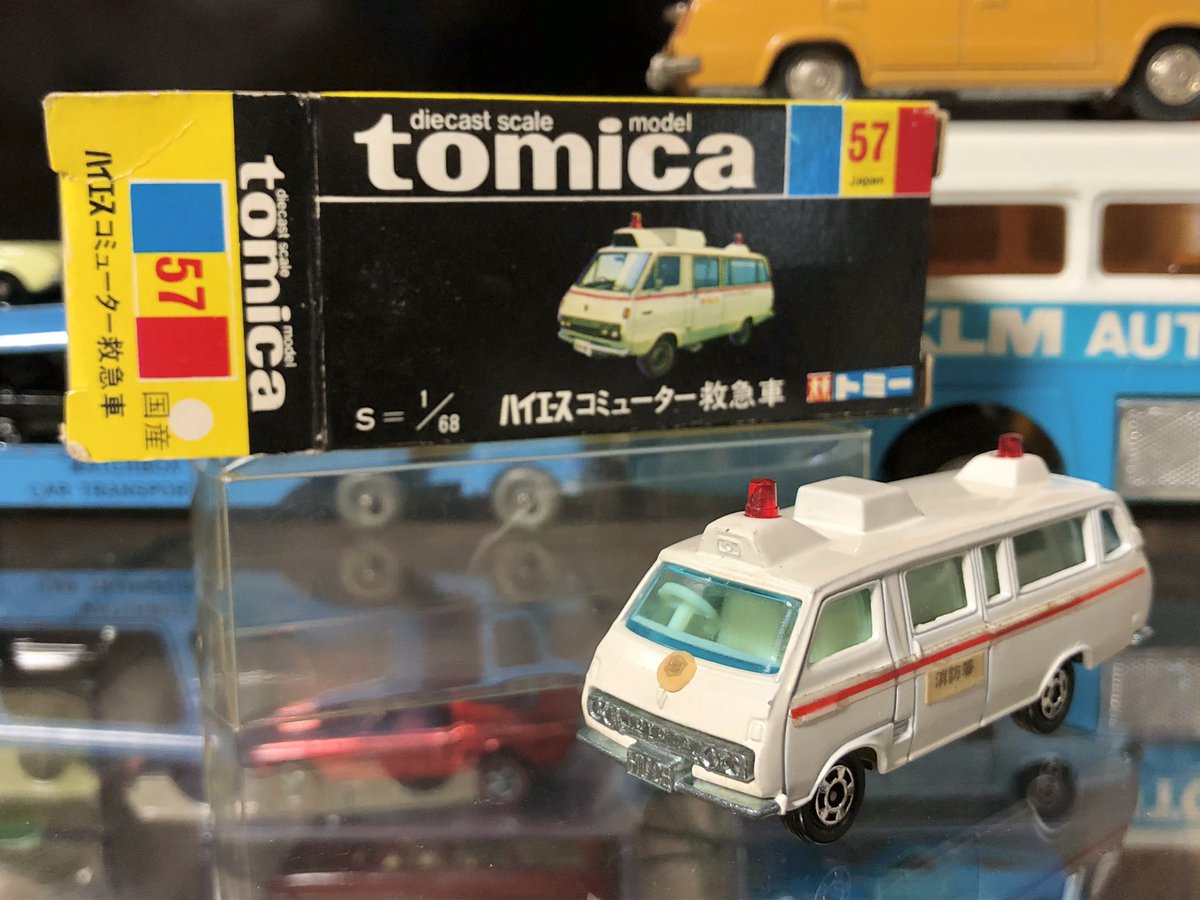 diecast scale model
tomica
57
Japan
S = 1/68
ハイエースコミューター救急車
トミー
diecast scale model
tomica
57
ハイエースコミューター救急車
国産
KLM AUT
CAR TRANSPOR
消防署